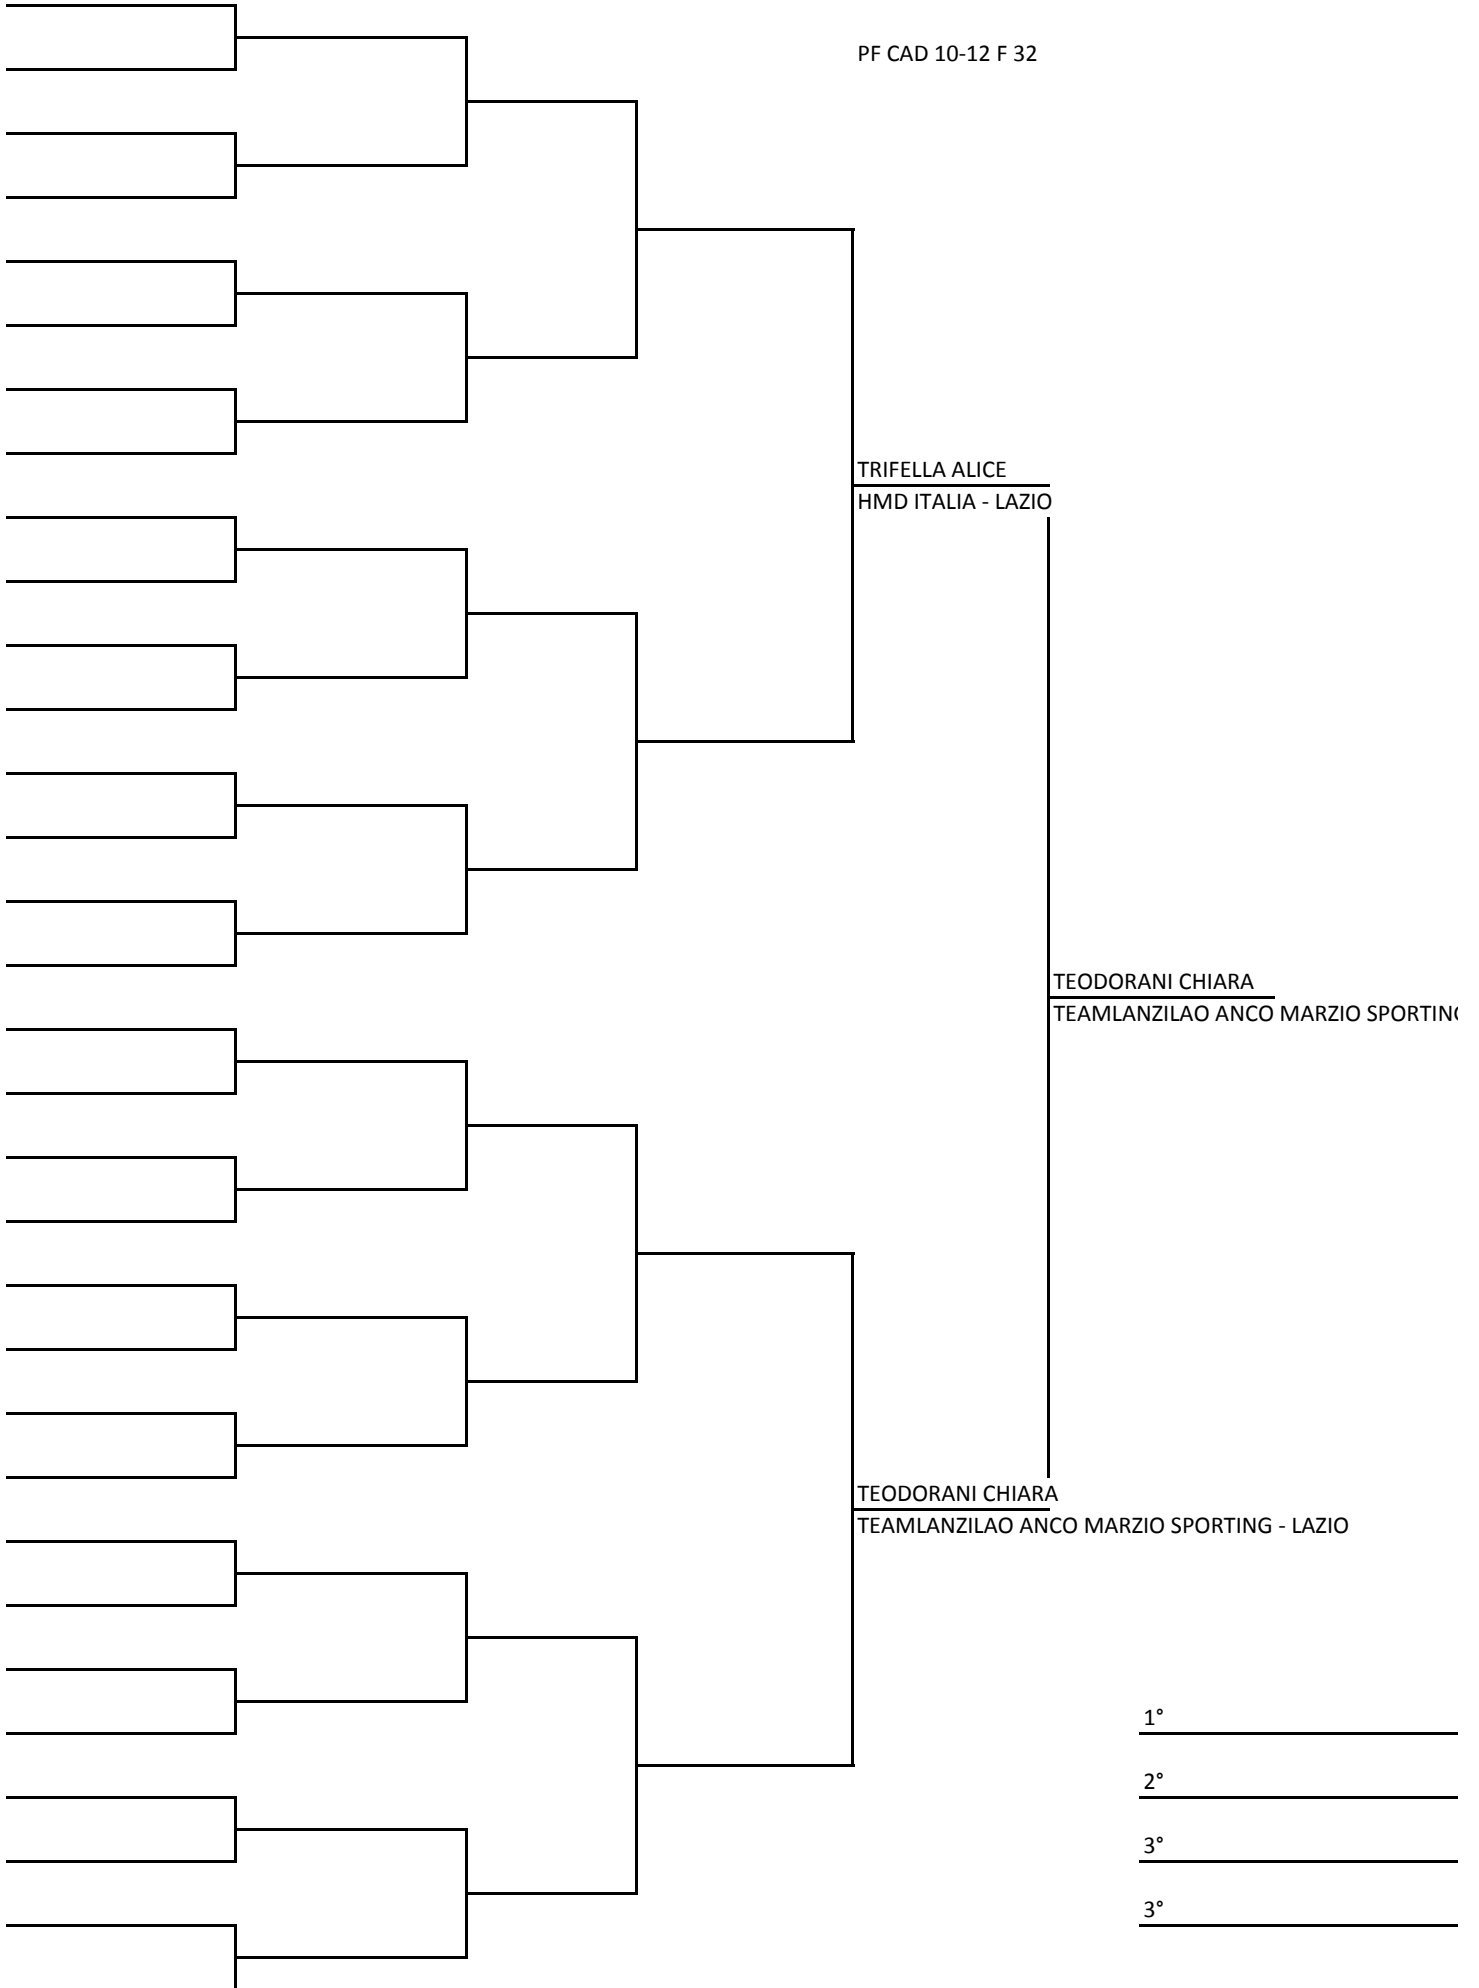 PF CAD 10-12 F 32
TRIFELLA ALICE
HMD ITALIA - LAZIO
TEODORANI CHIARA
TEAMLANZILAO ANCO MARZIO SPORTING
TEODORANI CHIARA
TEAMLANZILAO ANCO MARZIO SPORTING - LAZIO
1°
2°
3°
3°